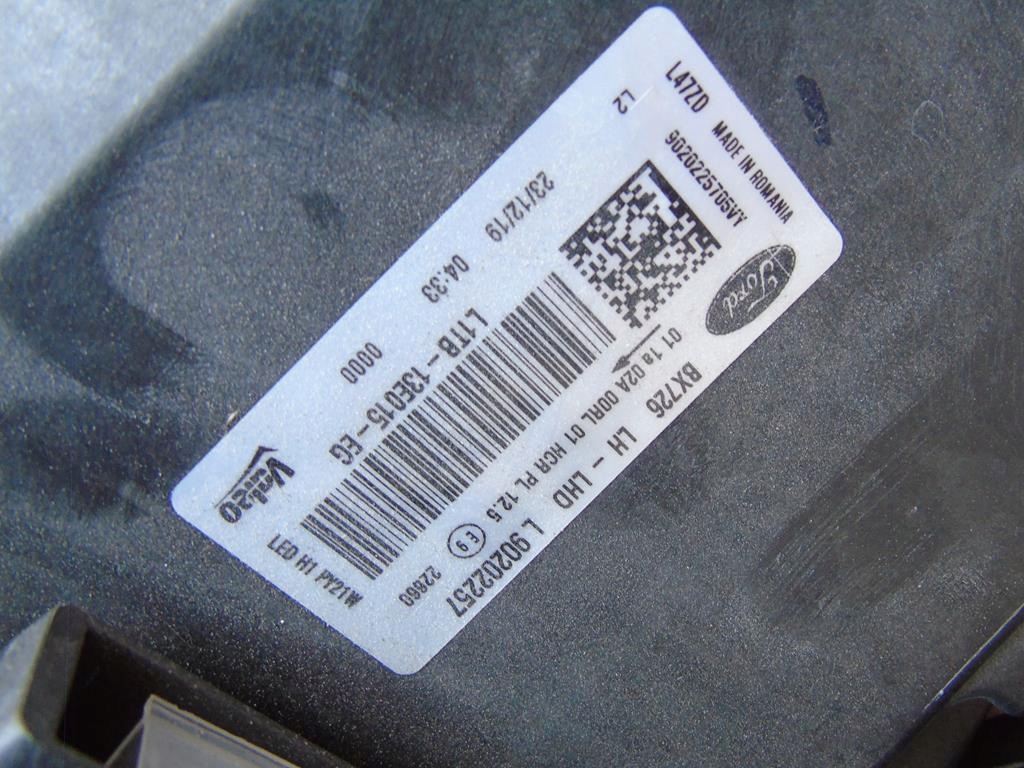 L47ZD MADE IN ROMANIA
L2 9020225705VY
Ford
23/12/19 04:33
0000
L1TB-13E015-EG
BX726 LH - LHD L 90202257
01 1a 02A 00RL 01 HCR PL 12.5 E9 22860
Valeo
LED H1 PY21W